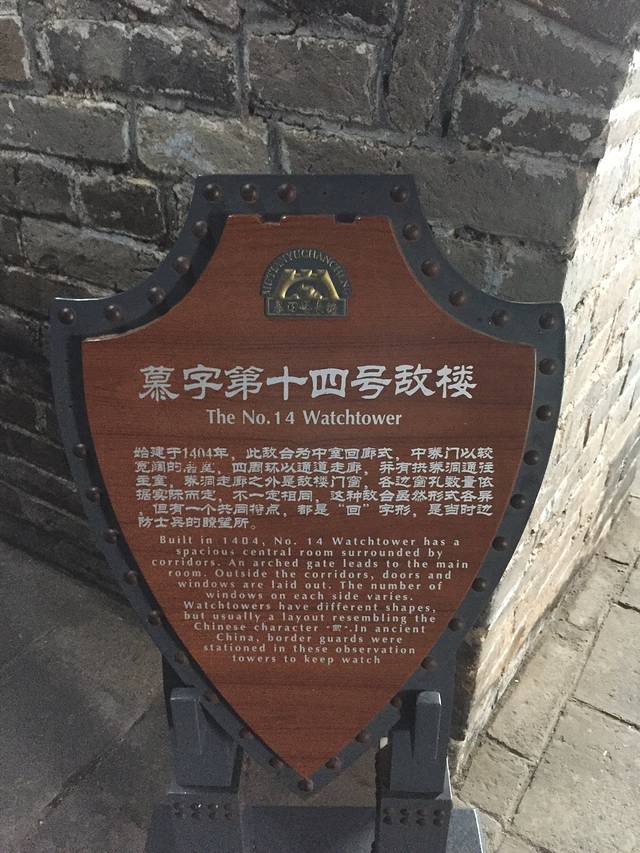 慕字第十四号敌楼
The No.14 Watchtower
始建于1404年，此敌台为中室回廊式，中券门以较
宽阔的，四周环以通道走廊，并有拱券洞通往
主室，券洞走廊之外是敌楼门窗，各边窗孔数量依
据实际而定，不一定相同，这种敌台虽然形式各异
，但有一个共同特点，都是“回”字形，是当时边
防士兵的瞭望所。
Built in 1404, No. 14 Watchtower has a
spacious central room surrounded by
corridors. An arched gate leads to the main
room. Outside the corridors, doors and
windows are laid out. The number of
windows on each side varies.
Watchtowers have different shapes,
but usually a layout resembling the
Chinese character "回".In ancient
China, border guards were
stationed in these observation
towers to keep watch